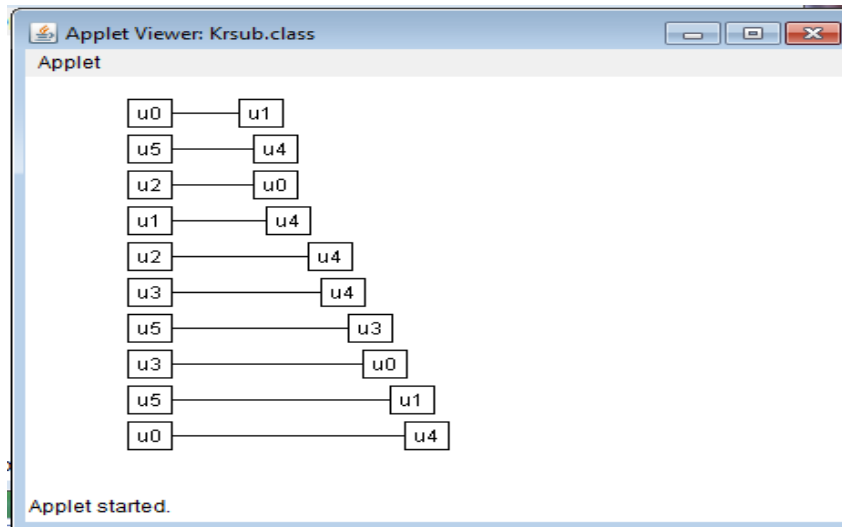 Applet Viewer: Krsub.class
Applet
u0 u1
u5 u4
u2 u0
u1 u4
u2 u4
u3 u4
u5 u3
u3 u0
u5 u1
u0 u4
Applet started.